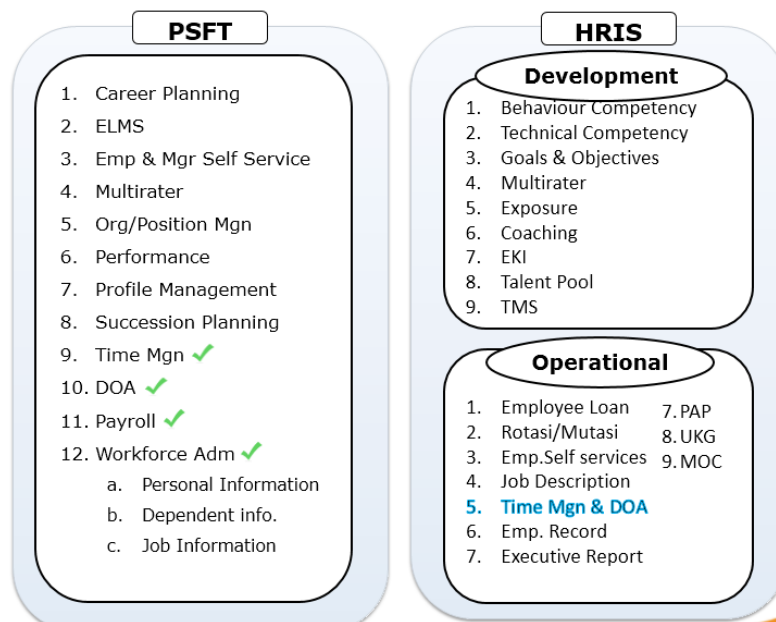 PSFT
1. Career Planning
2. ELMS
3. Emp & Mgr Self Service
4. Multirater
5. Org/Position Mgn
6. Performance
7. Profile Management
8. Succession Planning
9. Time Mgn
10. DOA
11. Payroll
12. Workforce Adm
a. Personal Information
b. Dependent info.
c. Job Information
HRIS
Development
1. Behaviour Competency
2. Technical Competency
3. Goals & Objectives
4. Multirater
5. Exposure
6. Coaching
7. EKI
8. Talent Pool
9. TMS
Operational
1. Employee Loan
2. Rotasi/Mutasi
3. Emp.Self services
4. Job Description
5. Time Mgn & DOA
6. Emp. Record
7. Executive Report
7. PAP
8. UKG
9. MOC